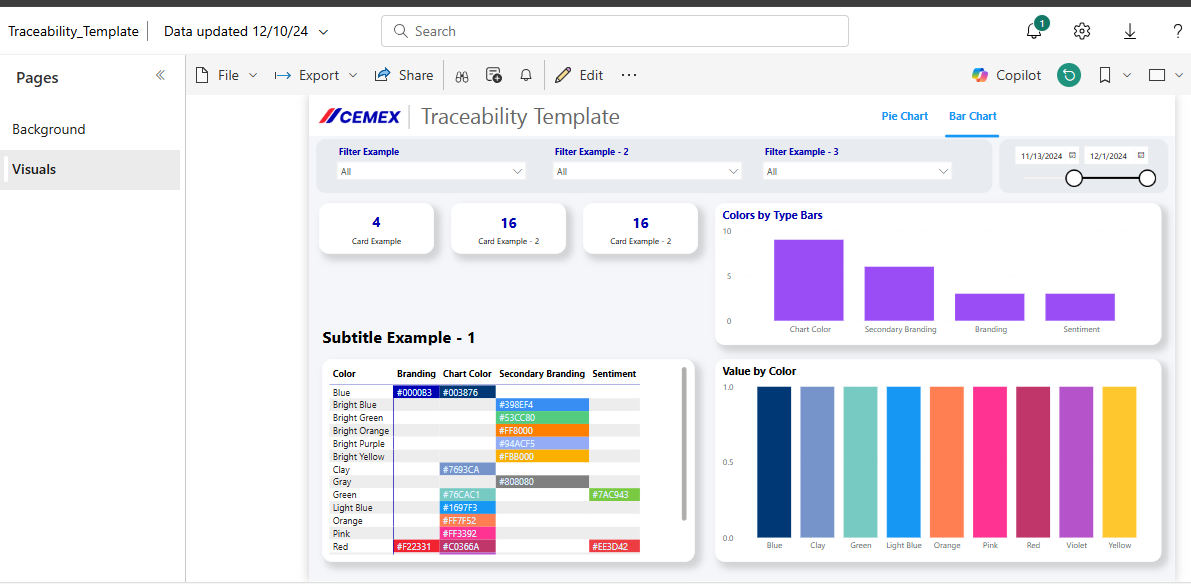 Traceability_Template Data updated 12/10/24 Search 1 ?
Pages File Export Share Edit ... Copilot
Background
Visuals
CEMEX Traceability Template Pie Chart Bar Chart
Filter Example Filter Example - 2 Filter Example - 3
All All All
11/13/2024 12/1/2024
4 16 16
Card Example Card Example - 2 Card Example - 2
Colors by Type Bars
10
5
0
Chart Color Secondary Branding Branding Sentiment
Subtitle Example - 1
Color Branding Chart Color Secondary Branding Sentiment
Blue #0000B3 #003876
Bright Blue #398EF4
Bright Green #53CC80
Bright Orange #FF8000
Bright Purple #94ACF5
Bright Yellow #FBB000
Clay #7693CA
Gray #808080
Green #76CAC1 #7AC943
Light Blue #1697F3
Orange #FF7F52
Pink #FF3392
Red #F22331 #C0366A #EE3D42
Value by Color
1.0
0.5
0.0
Blue Clay Green Light Blue Orange Pink Red Violet Yellow